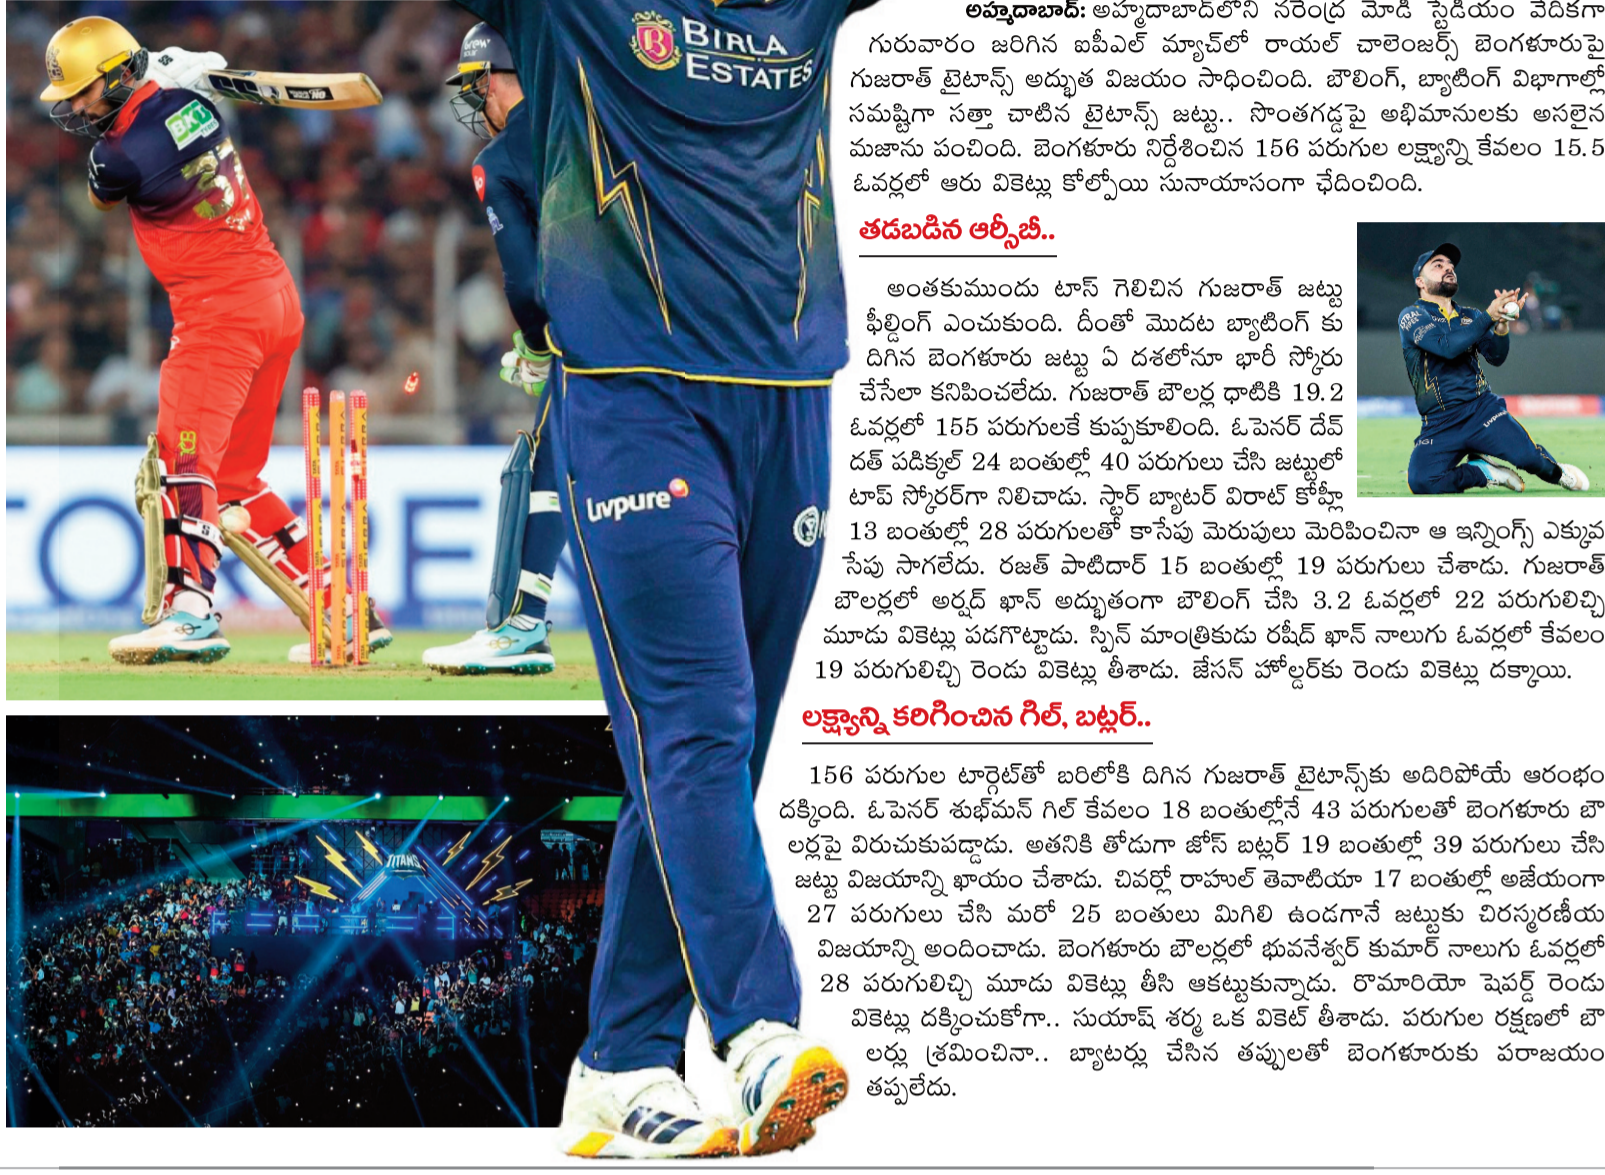 అహ్మదాబాద్: అహ్మదాబాద్‌లోని నరేంద్ర మోదీ స్టేడియం వేదికగా
గురువారం జరిగిన ఐపీఎల్ మ్యాచ్‌లో రాయల్ చాలెంజర్స్ బెంగళూరుపై
గుజరాత్ టైటాన్స్ అద్భుత విజయం సాధించింది. బౌలింగ్, బ్యాటింగ్ విభాగాల్లో
సమష్టిగా సత్తా చాటిన టైటాన్స్ జట్టు.. సొంతగడ్డపై అభిమానులకు అసలైన
మజాను పంచింది. బెంగళూరు నిర్దేశించిన 156 పరుగుల లక్ష్యాన్ని కేవలం 15.5
ఓవర్లలో ఆరు వికెట్లు కోల్పోయి సునాయాసంగా ఛేదించింది.
తడబడిన ఆర్సీబీ..
అంతకుముందు టాస్ గెలిచిన గుజరాత్ జట్టు
ఫీల్డింగ్ ఎంచుకుంది. దీంతో మొదట బ్యాటింగ్ కు
దిగిన బెంగళూరు జట్టు ఏ దశలోనూ భారీ స్కోరు
చేసేలా కనిపించలేదు. గుజరాత్ బౌలర్ల ధాటికి 19.2
ఓవర్లలో 155 పరుగులకే కుప్పకూలింది. ఓపెనర్ దేవ్
దత్ పడిక్కల్ 24 బంతుల్లో 40 పరుగులు చేసి జట్టులో
టాప్ స్కోరర్‌గా నిలిచాడు. స్టార్ బ్యాటర్ విరాట్ కోహ్లీ
13 బంతుల్లో 28 పరుగులతో కాసేపు మెరుపులు మెరిపించినా ఆ ఇన్నింగ్స్ ఎక్కువ
సేపు సాగలేదు. రజత్ పాటిదార్ 15 బంతుల్లో 19 పరుగులు చేశాడు. గుజరాత్
బౌలర్లలో అర్షద్ ఖాన్ అద్భుతంగా బౌలింగ్ చేసి 3.2 ఓవర్లలో 22 పరుగులిచ్చి
మూడు వికెట్లు పడగొట్టాడు. స్పిన్ మాంత్రికుడు రషీద్ ఖాన్ నాలుగు ఓవర్లలో కేవలం
19 పరుగులిచ్చి రెండు వికెట్లు తీశాడు. జేసన్ హోల్డర్‌కు రెండు వికెట్లు దక్కాయి.
లక్ష్యాన్ని కరిగించిన గిల్, బట్లర్..
156 పరుగుల టార్గెట్‌తో బరిలోకి దిగిన గుజరాత్ టైటాన్స్‌కు అదిరిపోయే ఆరంభం
దక్కింది. ఓపెనర్ శుభ్‌మన్ గిల్ కేవలం 18 బంతుల్లోనే 43 పరుగులతో బెంగళూరు బౌ
లర్లపై విరుచుకుపడ్డాడు. అతనికి తోడుగా జోస్ బట్లర్ 19 బంతుల్లో 39 పరుగులు చేసి
జట్టు విజయాన్ని ఖాయం చేశాడు. చివర్లో రాహుల్ తెవాటియా 17 బంతుల్లో అజేయంగా
27 పరుగులు చేసి మరో 25 బంతులు మిగిలి ఉండగానే జట్టుకు చిరస్మరణీయ
విజయాన్ని అందించాడు. బెంగళూరు బౌలర్లలో భువనేశ్వర్ కుమార్ నాలుగు ఓవర్లలో
28 పరుగులిచ్చి మూడు వికెట్లు తీసి ఆకట్టుకున్నాడు. రొమారియో షెపర్డ్ రెండు
వికెట్లు దక్కించుకోగా.. సుయాష్ శర్మ ఒక వికెట్ తీశాడు. పరుగుల రక్షణలో బౌ
లర్లు శ్రమించినా.. బ్యాటర్లు చేసిన తప్పులతో బెంగళూరుకు పరాజయం
తప్పలేదు.
BIRLA
ESTATES
Livpure
BKT
TITANS
Livpure